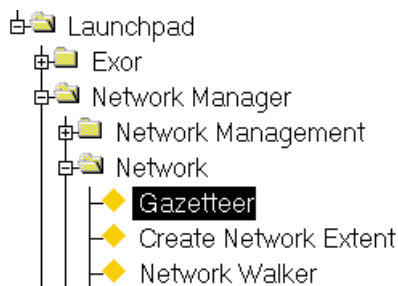 Launchpad
Exor
Network Manager
Network Management
Network
Gazetteer
Create Network Extent
Network Walker